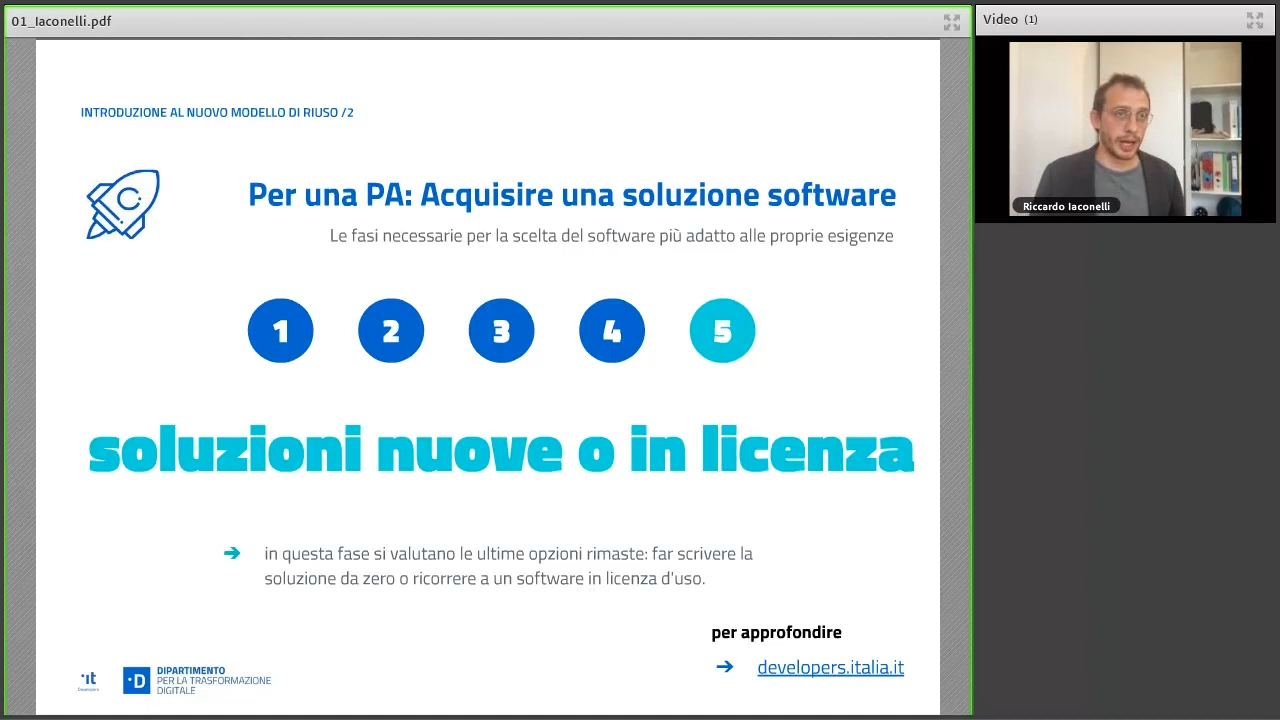 01_Iaconelli.pdf
Video (1)
Riccardo Iaconelli
INTRODUZIONE AL NUOVO MODELLO DI RIUSO /2
Per una PA: Acquisire una soluzione software
Le fasi necessarie per la scelta del software più adatto alle proprie esigenze
1 2 3 4 5
soluzioni nuove o in licenza
➔ in questa fase si valutano le ultime opzioni rimaste: far scrivere la
soluzione da zero o ricorrere a un software in licenza d'uso.
per approfondire
➔ developers.italia.it
·ıt
Developers
·D
DIPARTIMENTO
PER LA TRASFORMAZIONE
DIGITALE